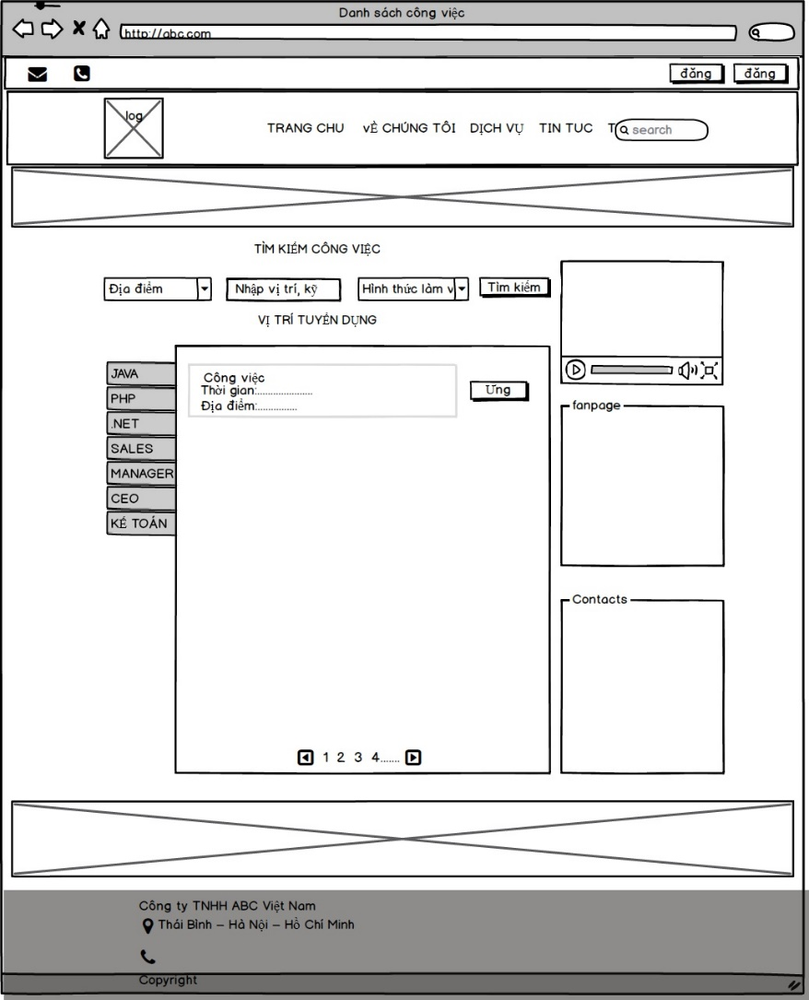 Danh sách công việc
http://abc.com
đăng đăng
log
TRANG CHU VỀ CHÚNG TÔI DỊCH VỤ TIN TUC T search
TÌM KIẾM CÔNG VIỆC
Địa điểm Nhập vị trí, kỹ Hình thức làm v Tìm kiếm
VỊ TRÍ TUYỂN DỤNG
JAVA
PHP
.NET
SALES
MANAGER
CEO
KẾ TOÁN
Công việc
Thời gian:......................
Địa điểm:................
Ứng
1 2 3 4.......
fanpage
Contacts
Công ty TNHH ABC Việt Nam
Thái Bình – Hà Nội – Hồ Chí Minh
Copyright